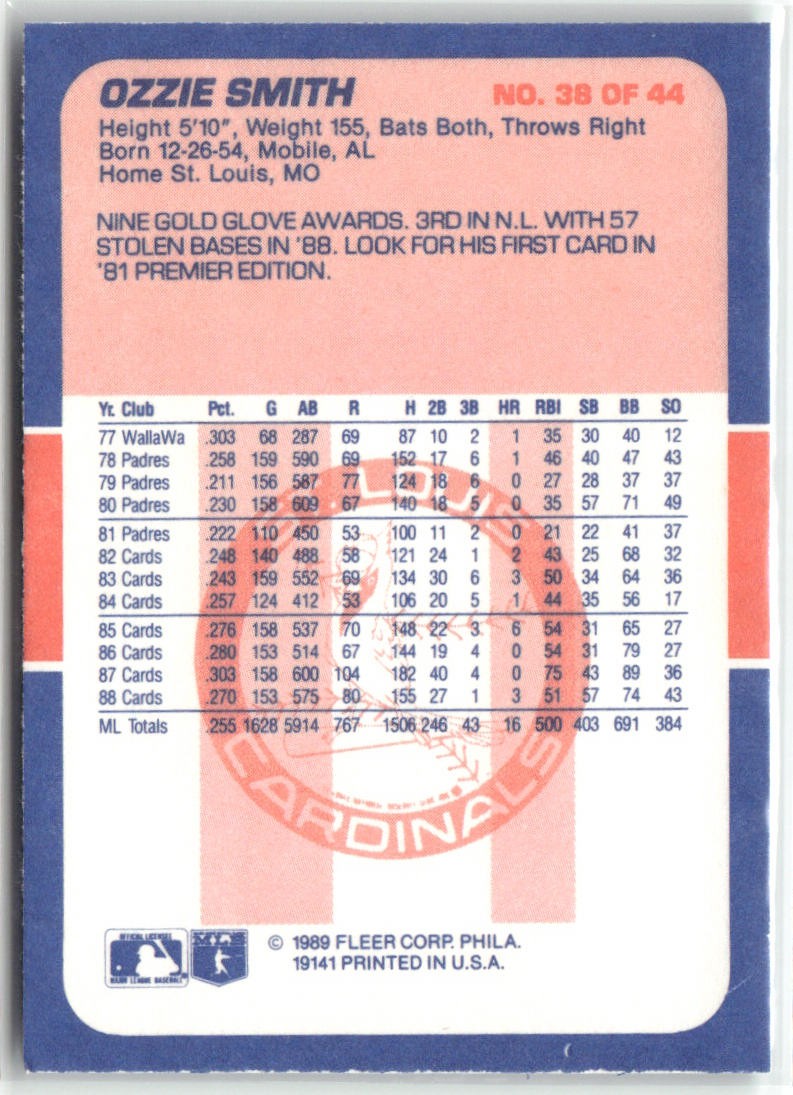 OZZIE SMITH NO. 38 OF 44
Height 5'10", Weight 155, Bats Both, Throws Right
Born 12-26-54, Mobile, AL
Home St. Louis, MO
NINE GOLD GLOVE AWARDS. 3RD IN N.L. WITH 57
STOLEN BASES IN '88. LOOK FOR HIS FIRST CARD IN
'81 PREMIER EDITION.
Yr. Club Pct. G AB R H 2B 3B HR RBI SB BB SO
77 WallaWa .303 68 287 69 87 10 2 1 35 30 40 12
78 Padres .258 159 590 69 152 17 6 1 46 40 47 43
79 Padres .211 156 587 77 124 18 6 0 27 28 37 37
80 Padres .230 158 609 67 140 18 5 0 35 57 71 49
81 Padres .222 110 450 53 100 11 2 0 21 22 41 37
82 Cards .248 140 488 58 121 24 1 2 43 25 68 32
83 Cards .243 159 552 69 134 30 6 3 50 34 64 36
84 Cards .257 124 412 53 106 20 5 1 44 35 56 17
85 Cards .276 158 537 70 148 22 3 6 54 31 65 27
86 Cards .280 153 514 67 144 19 4 0 54 31 79 27
87 Cards .303 158 600 104 182 40 4 0 75 43 89 36
88 Cards .270 153 575 80 155 27 1 3 51 57 74 43
ML Totals .255 1628 5914 767 1506 246 43 16 500 403 691 384
ST. LOUIS
CARDINALS
OFFICIAL LICENSEE
MAJOR LEAGUE BASEBALL
© 1989 FLEER CORP. PHILA.
19141 PRINTED IN U.S.A.